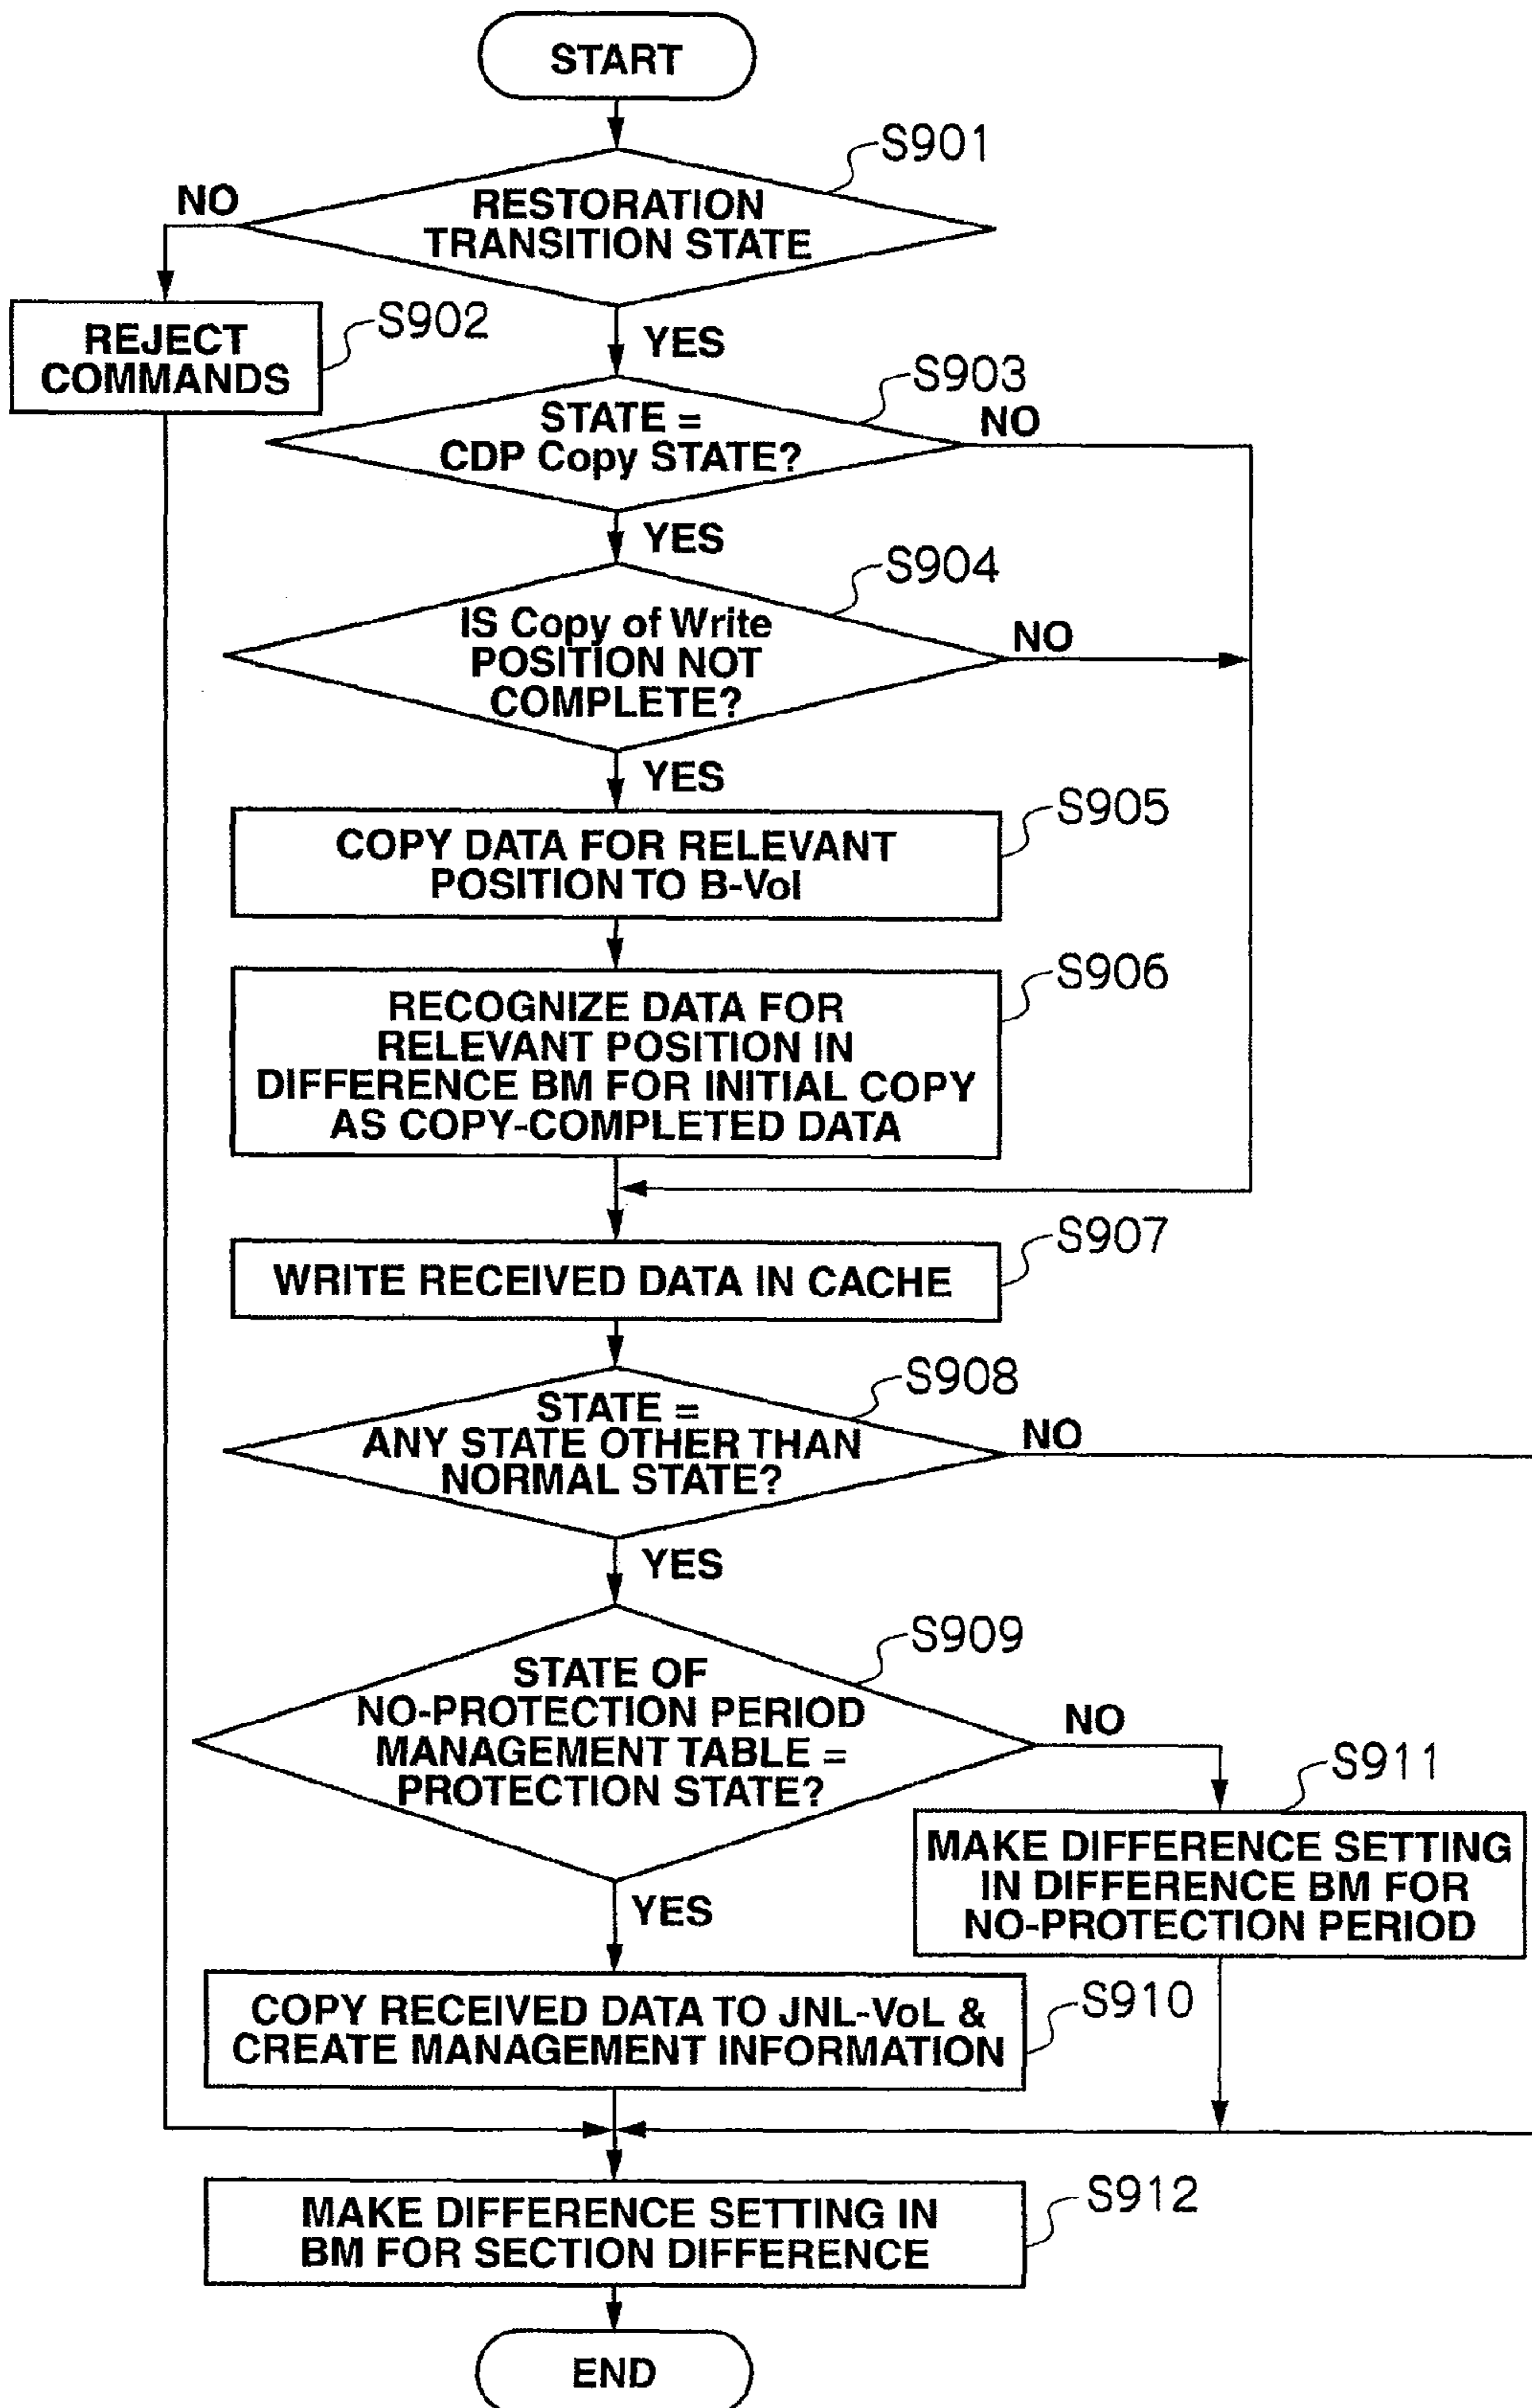 START
S901
NO
RESTORATION
TRANSITION STATE
S902
REJECT
COMMANDS
YES
S903
STATE =
CDP Copy STATE?
NO
YES
S904
IS Copy of Write
POSITION NOT
COMPLETE?
NO
YES
S905
COPY DATA FOR RELEVANT
POSITION TO B-Vol
S906
RECOGNIZE DATA FOR
RELEVANT POSITION IN
DIFFERENCE BM FOR INITIAL COPY
AS COPY-COMPLETED DATA
S907
WRITE RECEIVED DATA IN CACHE
S908
STATE =
ANY STATE OTHER THAN
NORMAL STATE?
NO
YES
S909
STATE OF
NO-PROTECTION PERIOD
MANAGEMENT TABLE =
PROTECTION STATE?
NO
S911
MAKE DIFFERENCE SETTING
IN DIFFERENCE BM FOR
NO-PROTECTION PERIOD
YES
S910
COPY RECEIVED DATA TO JNL-VoL &
CREATE MANAGEMENT INFORMATION
S912
MAKE DIFFERENCE SETTING IN
BM FOR SECTION DIFFERENCE
END